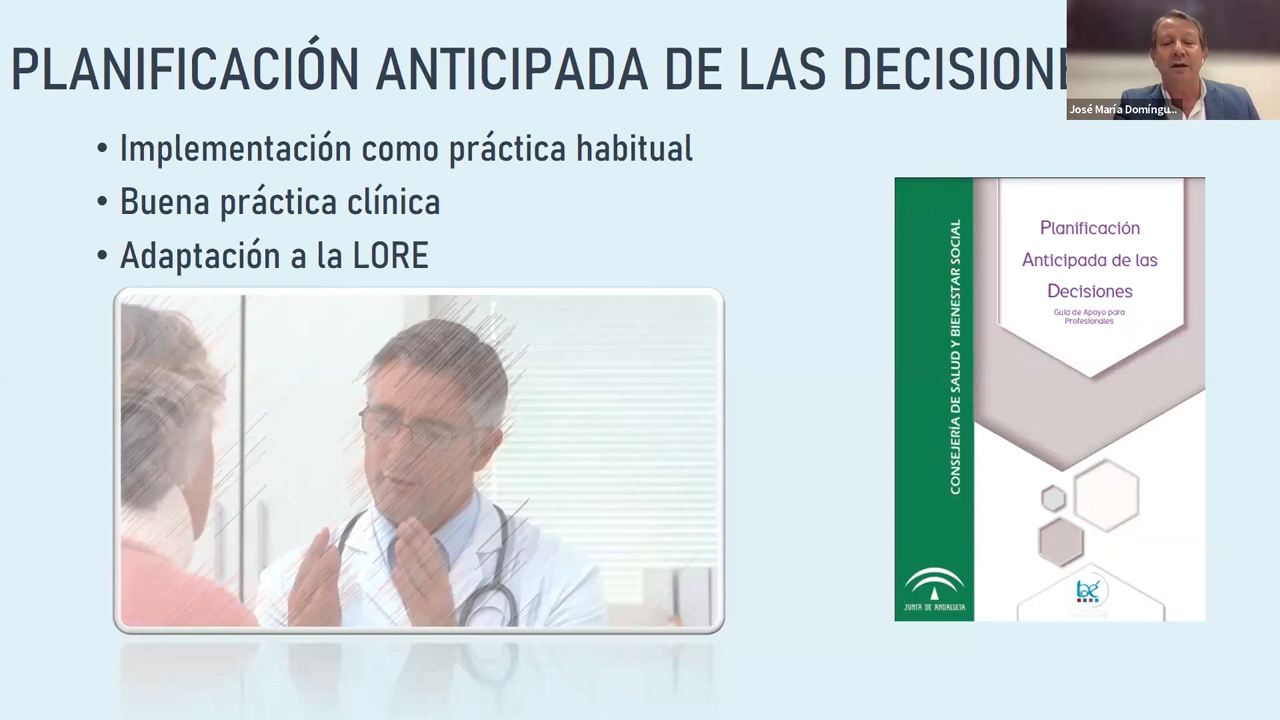 PLANIFICACIÓN ANTICIPADA DE LAS DECISIONE
José María Domíngu...
• Implementación como práctica habitual
• Buena práctica clínica
• Adaptación a la LORE
CONSEJERÍA DE SALUD Y BIENESTAR SOCIAL
Planificación
Anticipada de las
Decisiones
Guía de Apoyo para
Profesionales
JUNTA DE ANDALUCIA